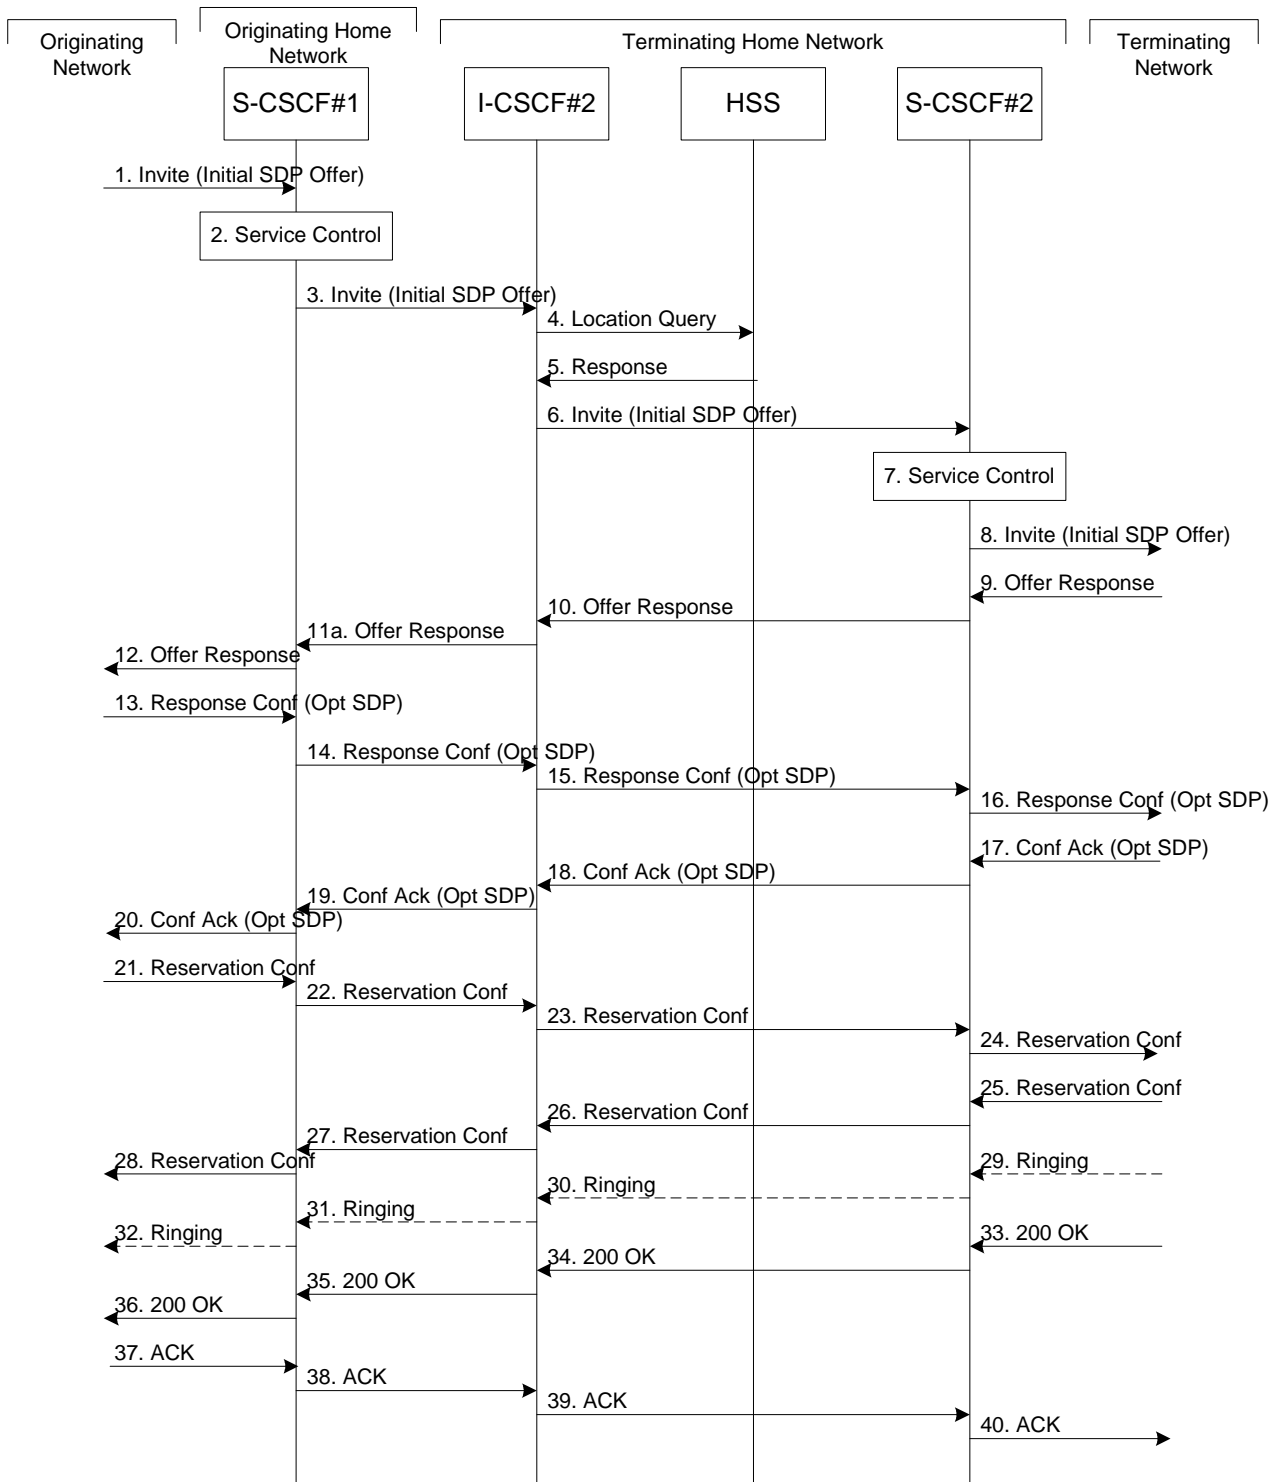 Originating
Network
Originating Home
Network
Terminating Home Network
Terminating
Network
S-CSCF#1
I-CSCF#2
HSS
S-CSCF#2
1. Invite (Initial SDP Offer)
2. Service Control
3. Invite (Initial SDP Offer)
4. Location Query
5. Response
6. Invite (Initial SDP Offer)
7. Service Control
8. Invite (Initial SDP Offer)
9. Offer Response
10. Offer Response
11a. Offer Response
12. Offer Response
13. Response Conf (Opt SDP)
14. Response Conf (Opt SDP)
15. Response Conf (Opt SDP)
16. Response Conf (Opt SDP)
17. Conf Ack (Opt SDP)
18. Conf Ack (Opt SDP)
19. Conf Ack (Opt SDP)
20. Conf Ack (Opt SDP)
21. Reservation Conf
22. Reservation Conf
23. Reservation Conf
24. Reservation Conf
25. Reservation Conf
26. Reservation Conf
27. Reservation Conf
28. Reservation Conf
29. Ringing
30. Ringing
31. Ringing
32. Ringing
33. 200 OK
34. 200 OK
35. 200 OK
36. 200 OK
37. ACK
38. ACK
39. ACK
40. ACK